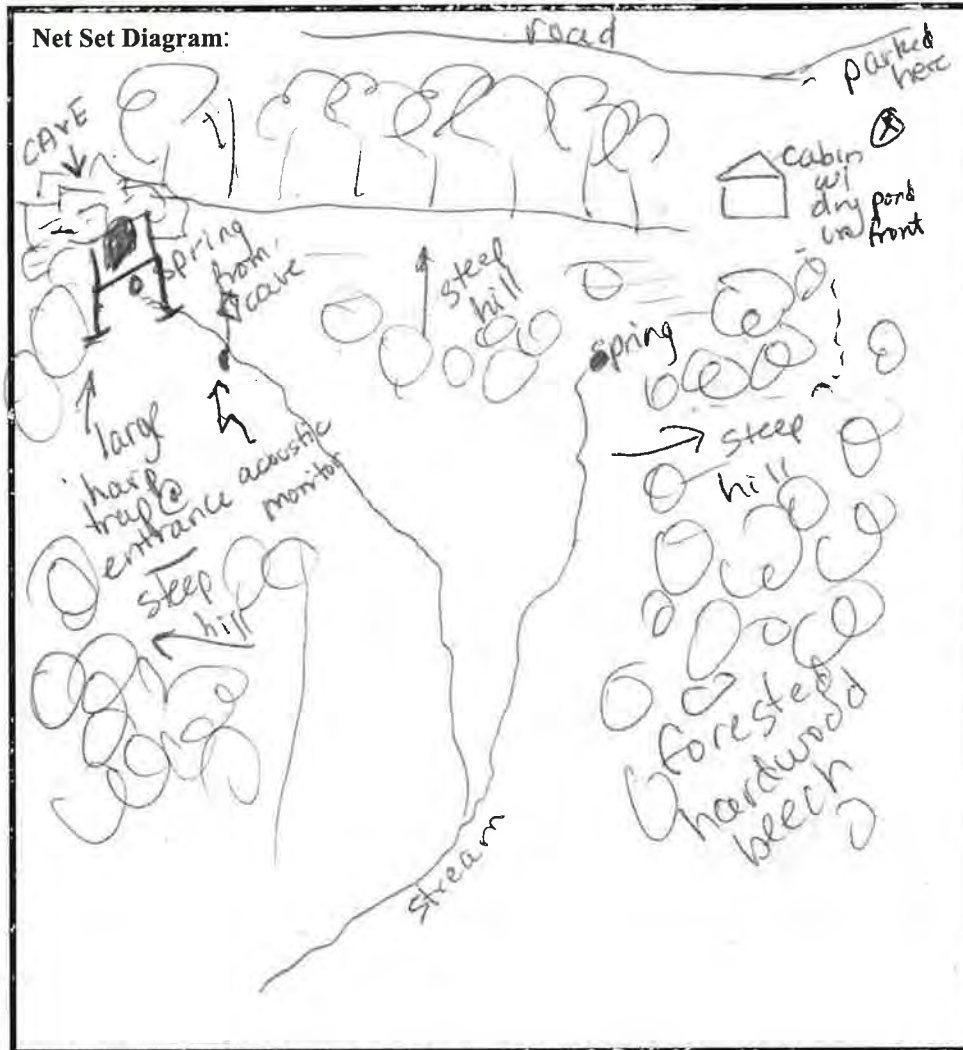 Net Set Diagram:
road
parked
here
CAVE
cabin
w/
dry pond
front
spring
from
cave
steep
hill
spring
steep
hill
large
harp
trap @
entrance
acoustic
monitor
steep
hill
forested
hardwood
beech
stream